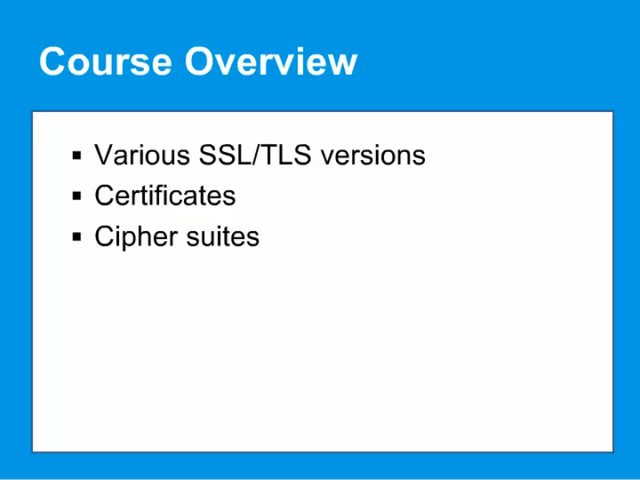 Course Overview
▪ Various SSL/TLS versions
▪ Certificates
▪ Cipher suites